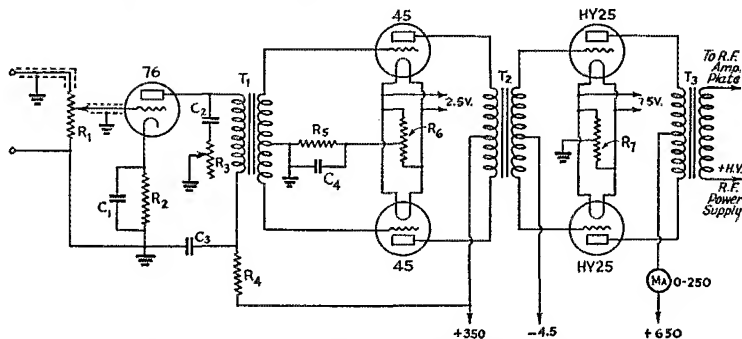 45
HY25
76
T1
T2
T3
To R.F.
Amp.
Plate
C2
2.5V.
7.5V.
R1
R3
R5
R6
R7
C4
+H.V.
R.F.
Power
Supply
C1
R2
C3
R4
45
HY25
MA 0-250
+350
-4.5
+650